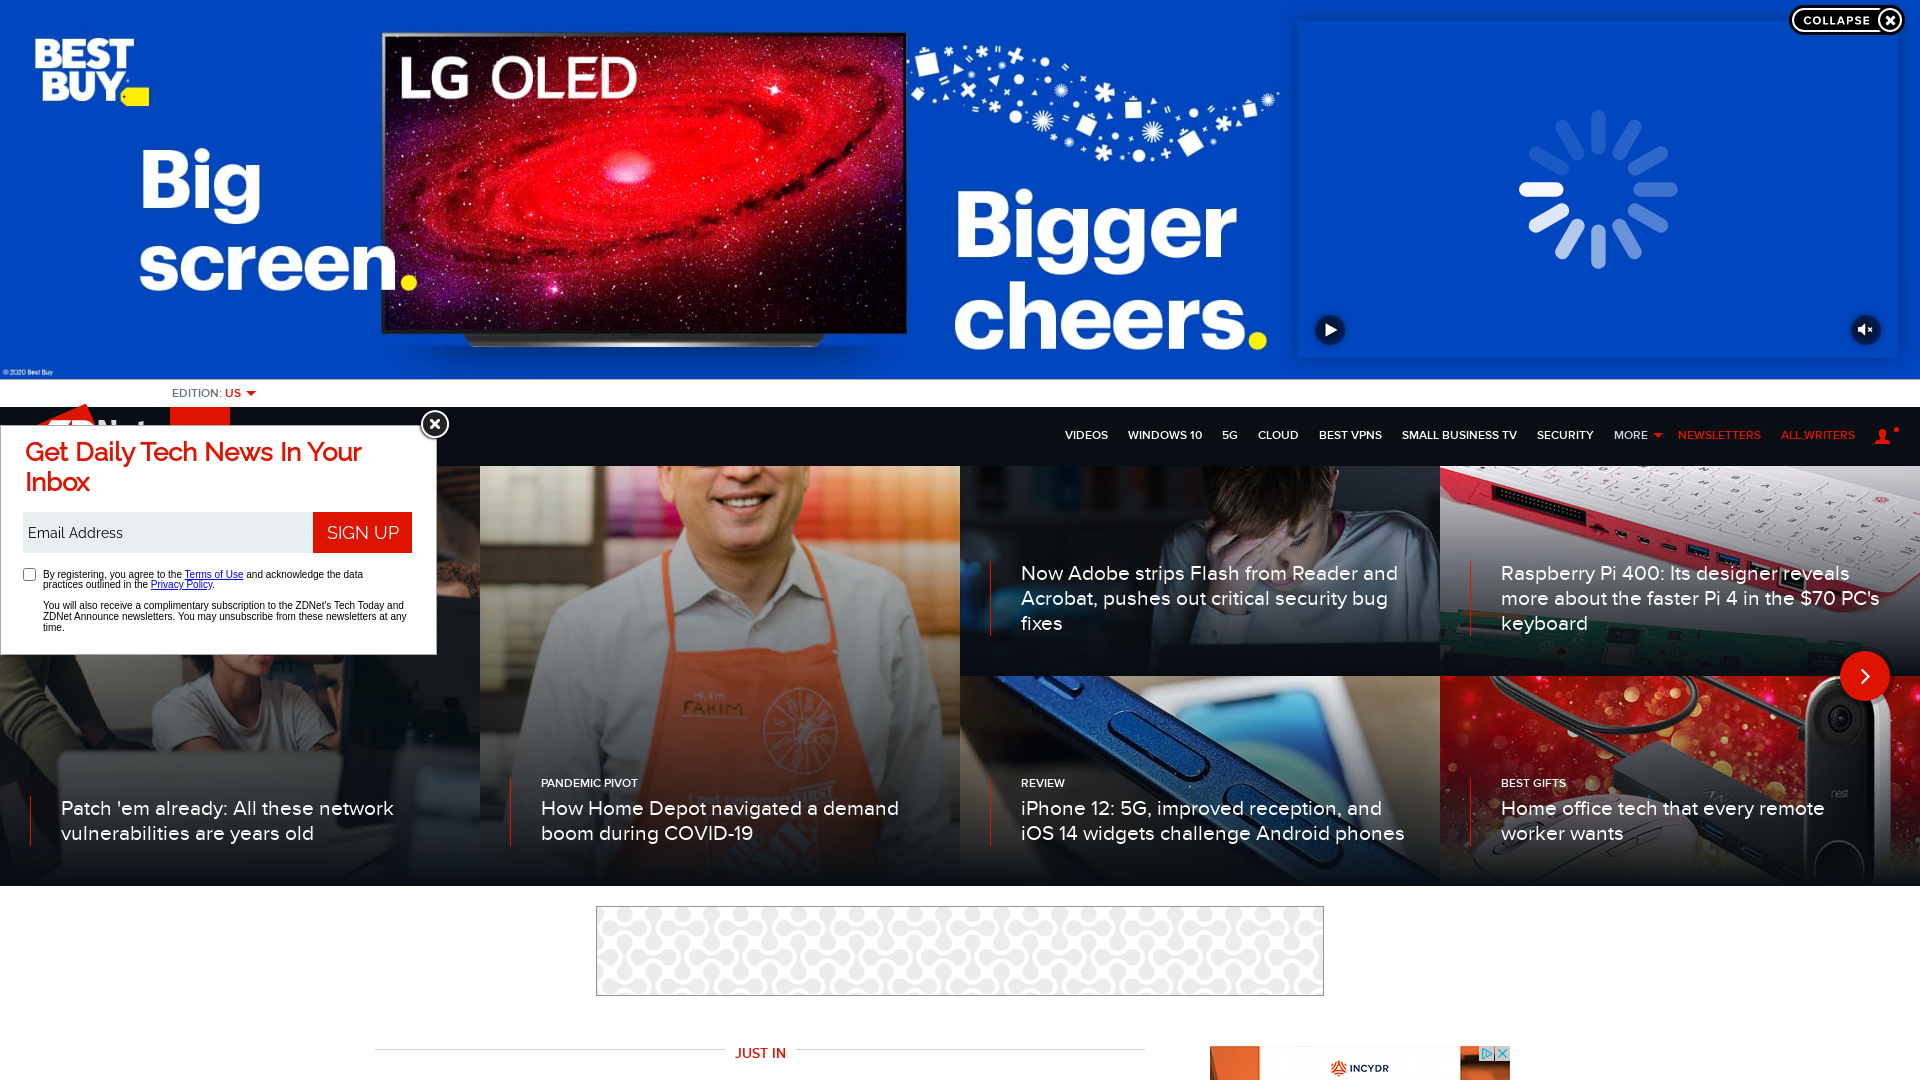 COLLAPSE
BEST
BUY
LG OLED
Big
screen.
Bigger
cheers.
© 2020 Best Buy
EDITION: US
VIDEOS WINDOWS 10 5G CLOUD BEST VPNS SMALL BUSINESS TV SECURITY MORE NEWSLETTERS ALL WRITERS
Get Daily Tech News In Your
Inbox
Email Address SIGN UP
By registering, you agree to the Terms of Use and acknowledge the data
practices outlined in the Privacy Policy.
You will also receive a complimentary subscription to the ZDNet's Tech Today and
ZDNet Announce newsletters. You may unsubscribe from these newsletters at any
time.
Patch 'em already: All these network
vulnerabilities are years old
Hi, I'm
FAHIM
PANDEMIC PIVOT
How Home Depot navigated a demand
boom during COVID-19
Now Adobe strips Flash from Reader and
Acrobat, pushes out critical security bug
fixes
Raspberry Pi 400: Its designer reveals
more about the faster Pi 4 in the $70 PC's
keyboard
REVIEW
iPhone 12: 5G, improved reception, and
iOS 14 widgets challenge Android phones
nest
BEST GIFTS
Home office tech that every remote
worker wants
JUST IN
INCYDR